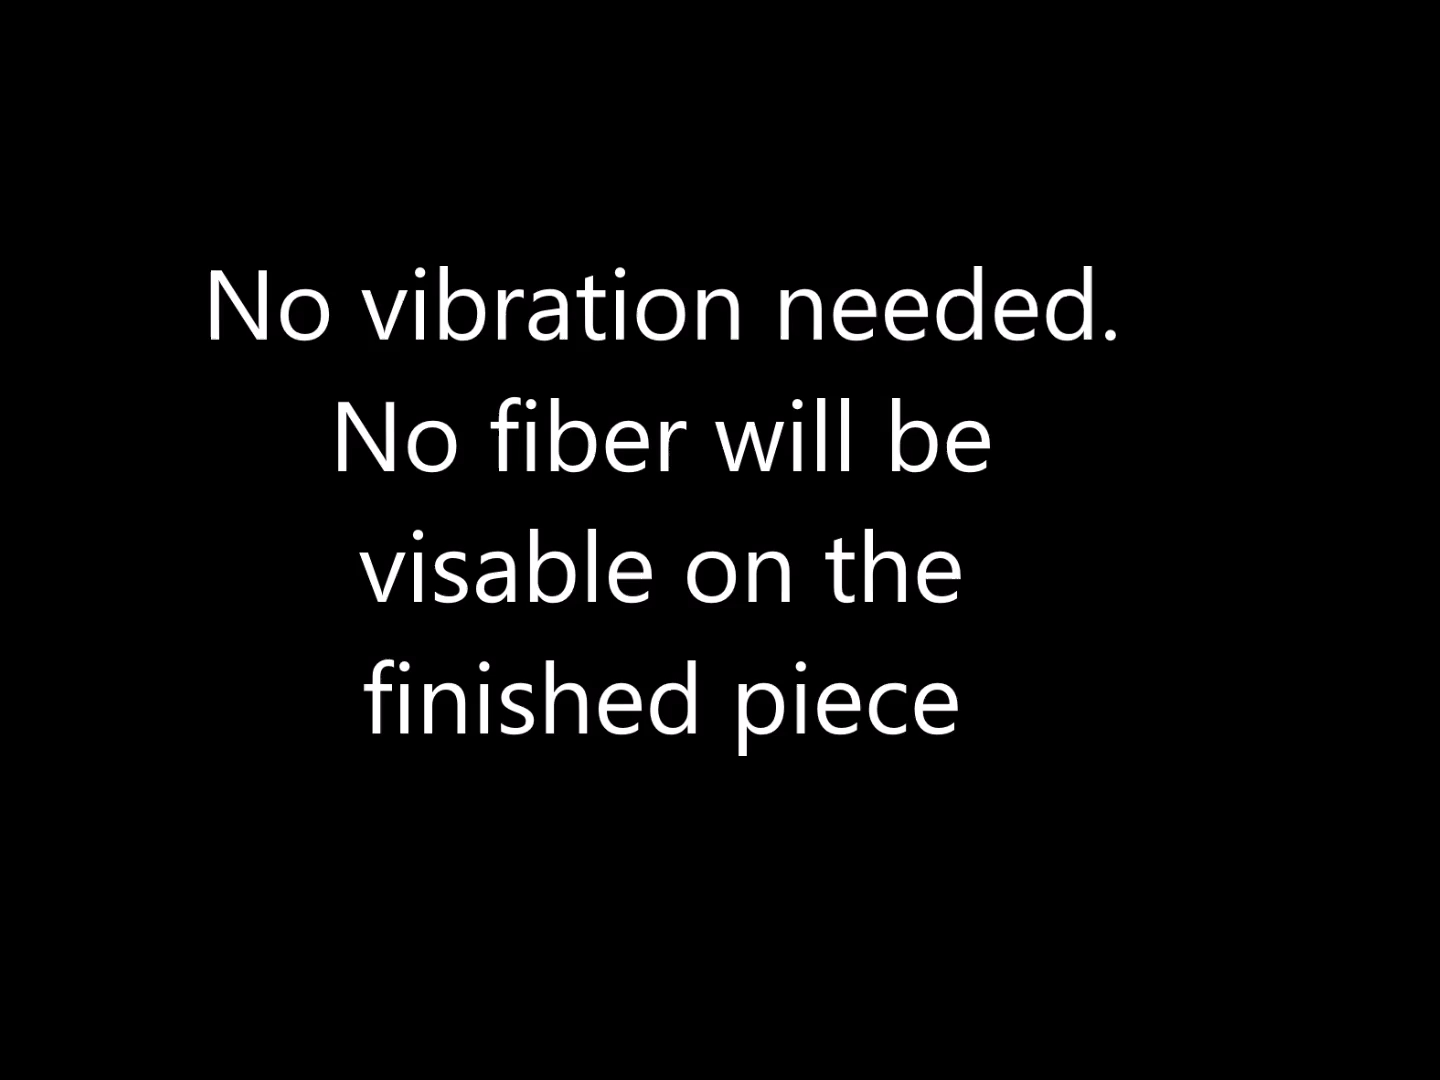 No vibration needed.
No fiber will be
visable on the
finished piece